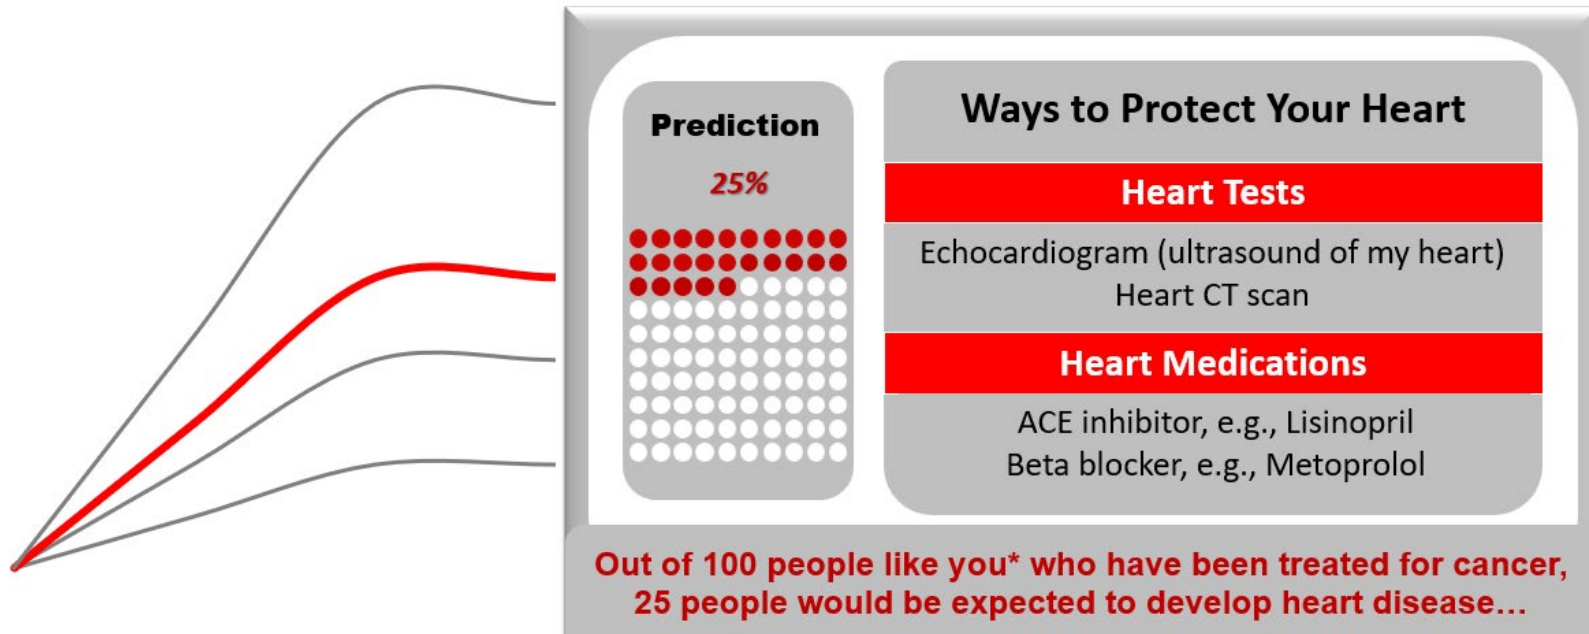 Prediction
25%
Ways to Protect Your Heart
Heart Tests
Echocardiogram (ultrasound of my heart)
Heart CT scan
Heart Medications
ACE inhibitor, e.g., Lisinopril
Beta blocker, e.g., Metoprolol
Out of 100 people like you* who have been treated for cancer,
25 people would be expected to develop heart disease...